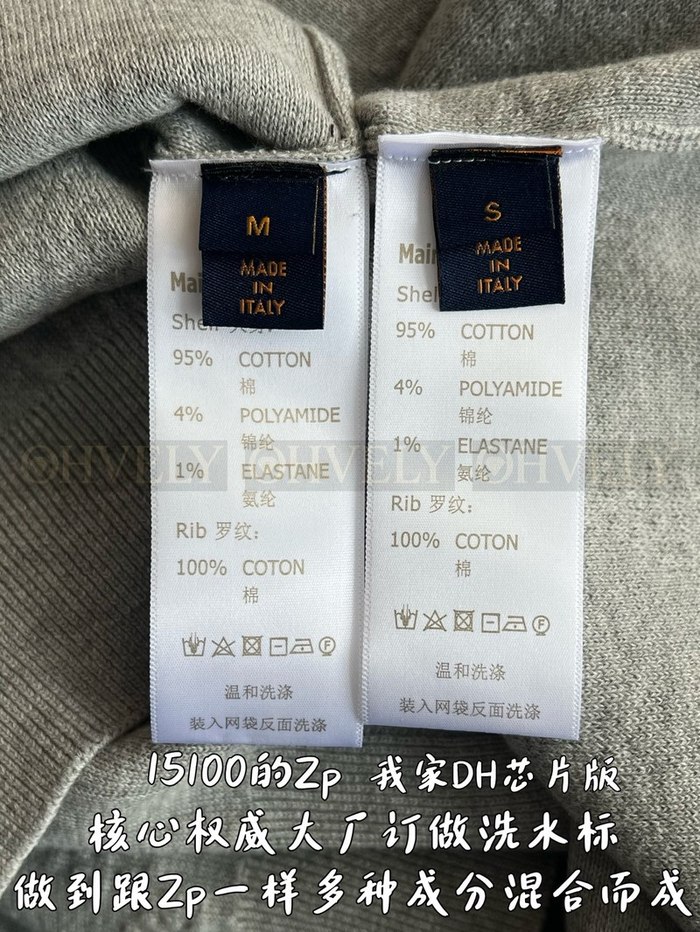 M
MADE
IN
ITALY
Mai
Shell
95% COTTON
棉
4% POLYAMIDE
锦纶
1% ELASTANE
氨纶
Rib 罗纹:
100% COTON
棉
温和洗涤
装入网袋反面洗涤
S
MADE
IN
ITALY
Mair
Shel
95% COTTON
棉
4% POLYAMIDE
锦纶
1% ELASTANE
氨纶
Rib 罗纹:
100% COTON
棉
F
温和洗涤
装入网袋反面洗涤
OHVELY OHVELY OHVELY
15100的Zp 我家DH芯片版
核心权威大厂订做洗水标
做到跟Zp一样多种成分混合而成